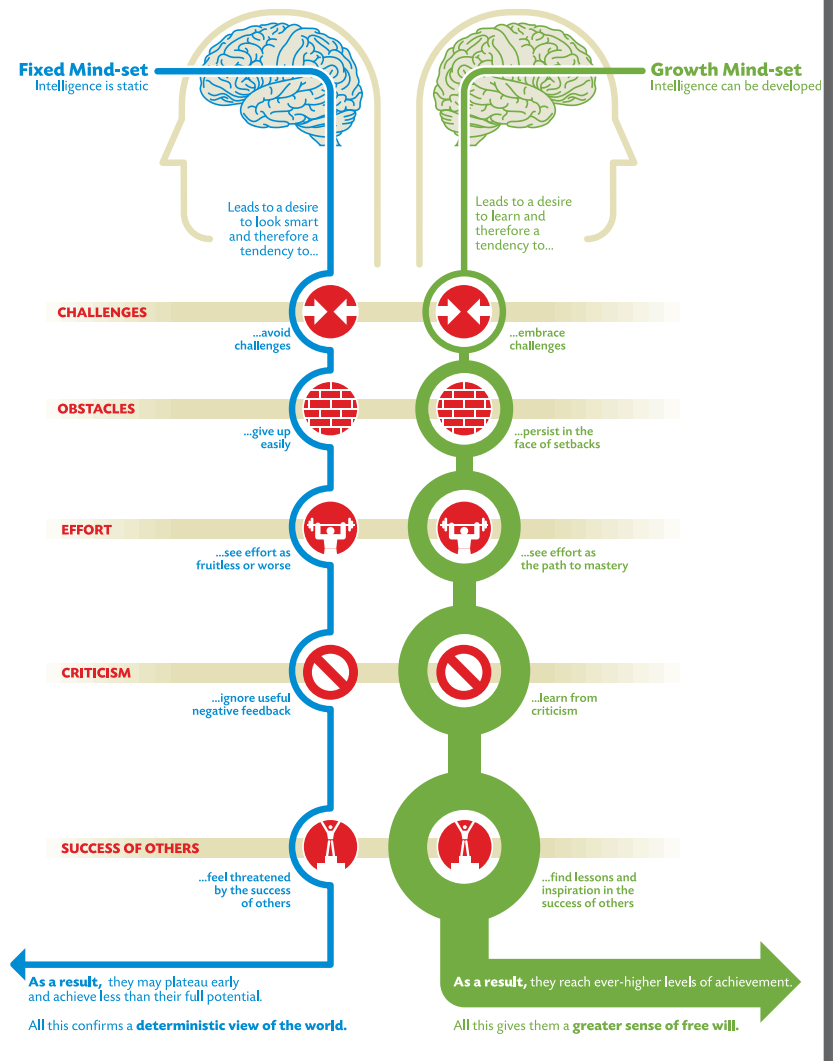 Fixed Mind-set
Intelligence is static
Growth Mind-set
Intelligence can be developed
Leads to a desire
to look smart
and therefore a
tendency to...
Leads to a desire
to learn and
therefore a
tendency to...
CHALLENGES
...avoid
challenges
...embrace
challenges
OBSTACLES
...give up
easily
...persist in the
face of setbacks
EFFORT
...see effort as
fruitless or worse
...see effort as
the path to mastery
CRITICISM
...ignore useful
negative feedback
...learn from
criticism
SUCCESS OF OTHERS
...feel threatened
by the success
of others
...find lessons and
inspiration in the
success of others
As a result, they may plateau early
and achieve less than their full potential.
All this confirms a deterministic view of the world.
As a result, they reach ever-higher levels of achievement.
All this gives them a greater sense of free will.